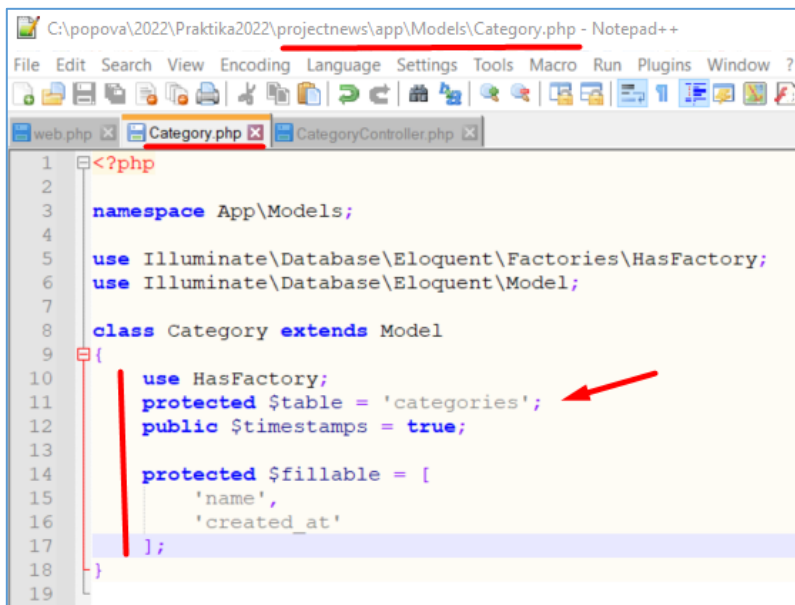 C:\popova\2022\Praktika2022\projectnews\app\Models\Category.php - Notepad++
File Edit Search View Encoding Language Settings Tools Macro Run Plugins Window ?
web.php Category.php CategoryController.php
1 <?php
2
3 namespace App\Models;
4
5 use Illuminate\Database\Eloquent\Factories\HasFactory;
6 use Illuminate\Database\Eloquent\Model;
7
8 class Category extends Model
9 {
10 use HasFactory;
11 protected $table = 'categories';
12 public $timestamps = true;
13
14 protected $fillable = [
15 'name',
16 'created_at'
17 ];
18 }
19